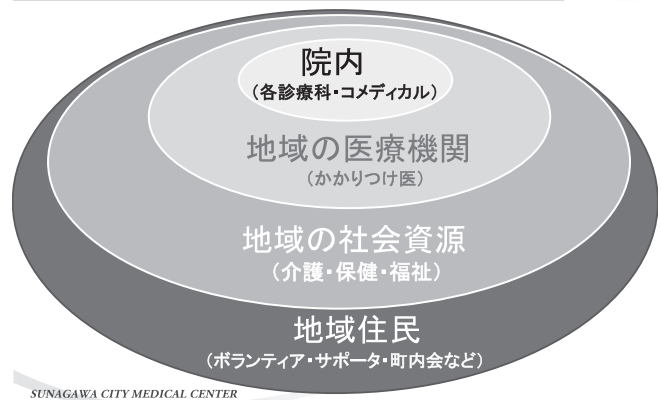 院内
（各診療科・コメディカル）
地域の医療機関
（かかりつけ医）
地域の社会資源
（介護・保健・福祉）
地域住民
（ボランティア・サポータ・町内会など）
SUNAGAWA CITY MEDICAL CENTER